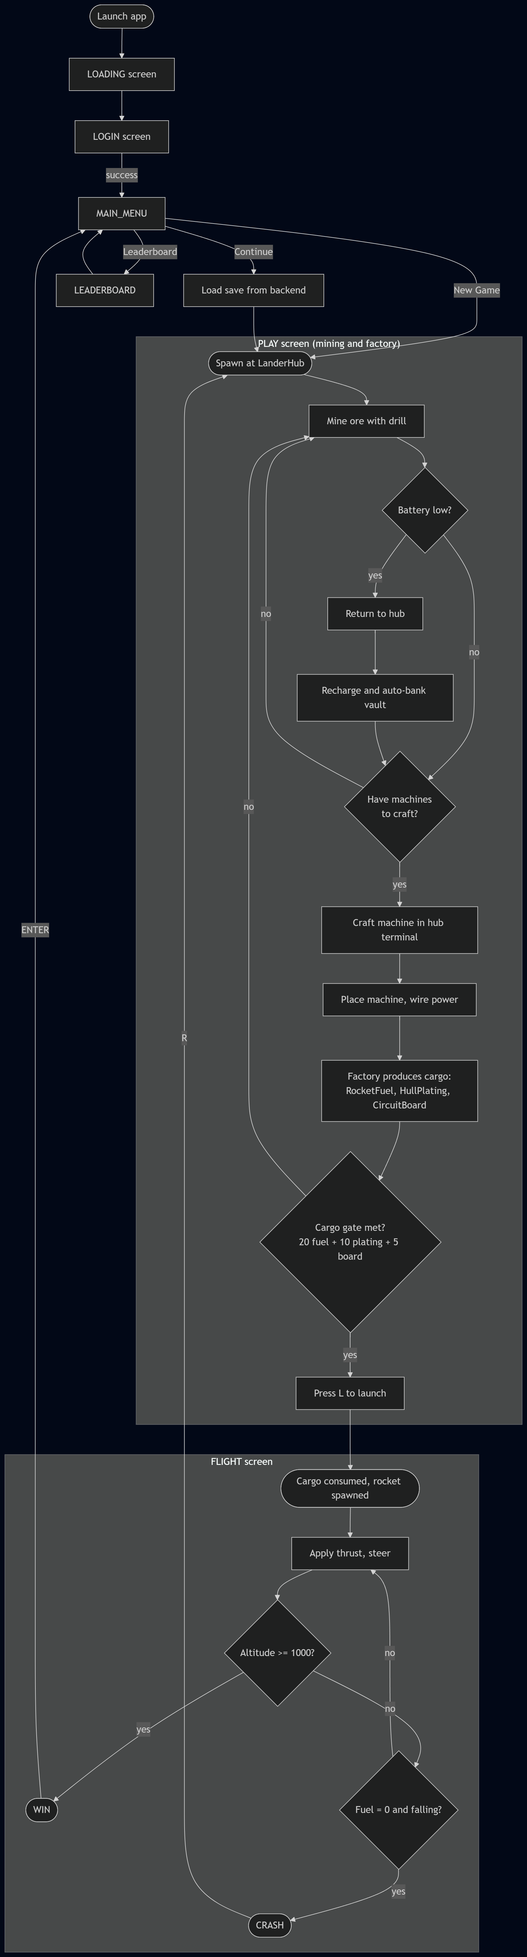 Launch app
LOADING screen
LOGIN screen
success
MAIN_MENU
Leaderboard
Continue
LEADERBOARD
Load save from backend
New Game
PLAY screen (mining and factory)
Spawn at LanderHub
Mine ore with drill
Battery low?
yes
no
Return to hub
no
Recharge and auto-bank
vault
Have machines
to craft?
no
yes
Craft machine in hub
terminal
ENTER
Place machine, wire power
R
Factory produces cargo:
RocketFuel, HullPlating,
CircuitBoard
Cargo gate met?
20 fuel + 10 plating + 5
board
yes
Press L to launch
FLIGHT screen
Cargo consumed, rocket
spawned
Apply thrust, steer
Altitude >= 1000?
no
no
yes
WIN
Fuel = 0 and falling?
yes
CRASH